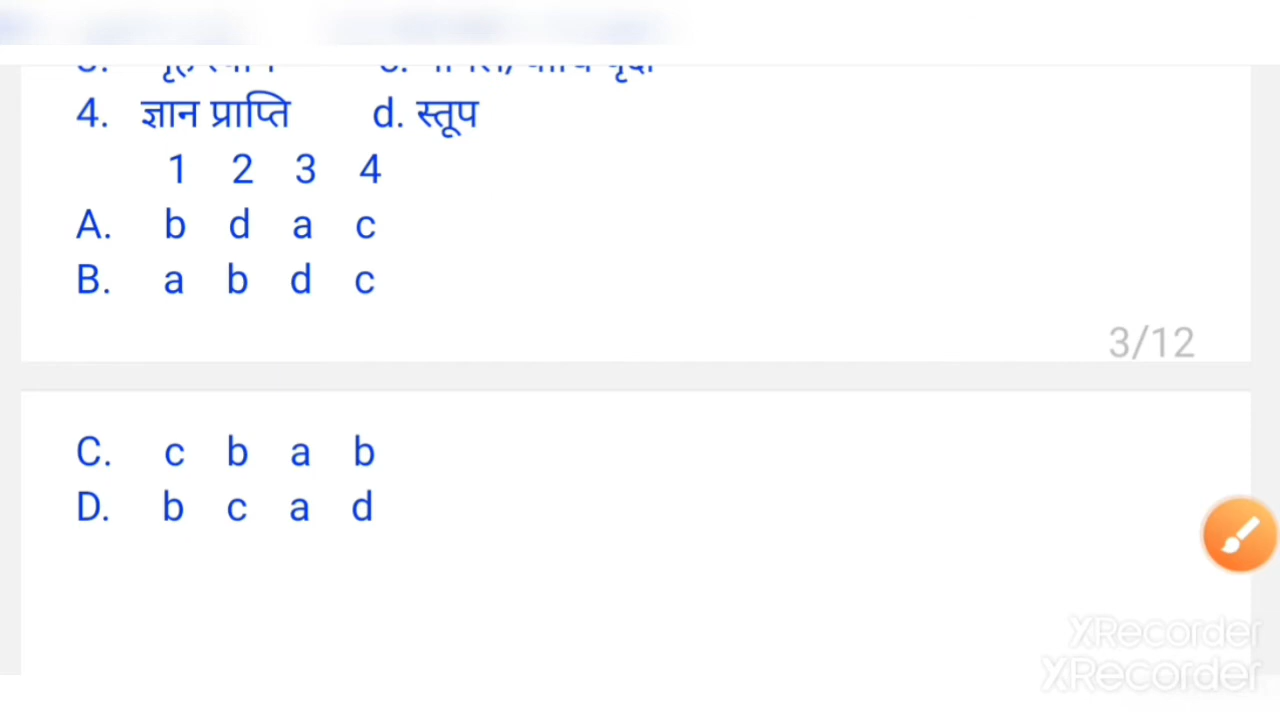 4. ज्ञान प्राप्ति d. स्तूप
1 2 3 4
A. b d a c
B. a b d c
3/12
C. c b a b
D. b c a d
XRecorder
XRecorder